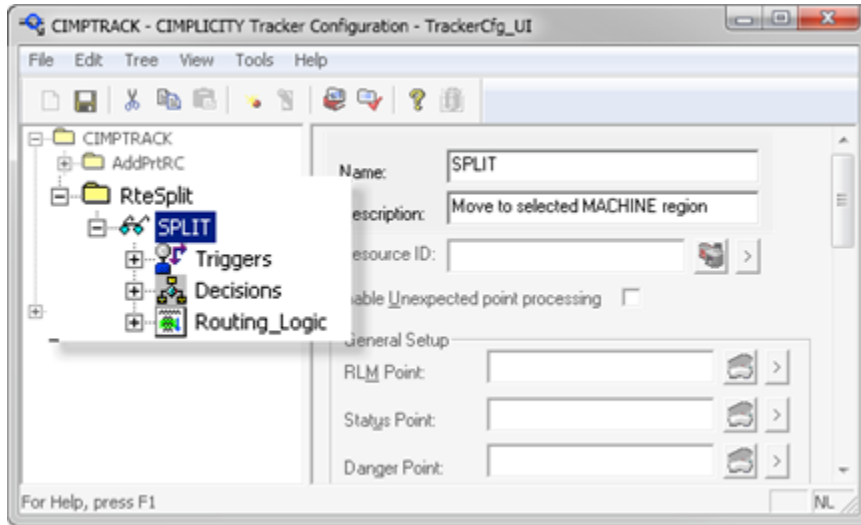 CIMPTRACK - CIMPLICITY Tracker Configuration - TrackerCfg_UI
File Edit Tree View Tools Help
CIMPTRACK
AddPrtRC
RteSplit
SPLIT
Triggers
Decisions
Routing_Logic
Name: SPLIT
escription: Move to selected MACHINE region
esource ID:
able Unexpected point processing
General Setup
RLM Point:
Status Point:
Danger Point:
For Help, press F1
NL